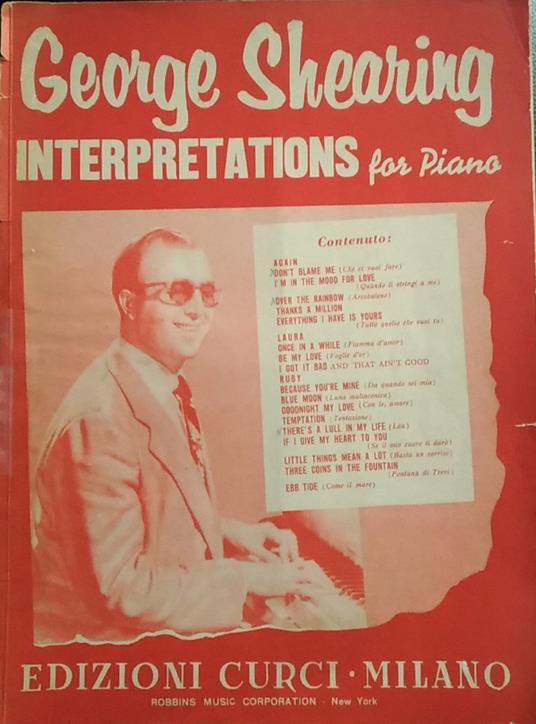 George Shearing
INTERPRETATIONS for Piano
Contenuto:
AGAIN
DON'T BLAME ME (Che ci vuoi fare)
I'M IN THE MOOD FOR LOVE
(Quando ti stringi a me)
OVER THE RAINBOW (Arcobaleno)
THANKS A MILLION
EVERYTHING I HAVE IS YOURS
(Tutto quello che vuoi tu)
LAURA
ONCE IN A WHILE (Fiamma d'amor)
BE MY LOVE (Foglie d'or)
I GOT IT BAD AND THAT AIN'T GOOD
RUBY
BECAUSE YOU'RE MINE (Da quando sei mia)
BLUE MOON (Luna malinconica)
GOODNIGHT MY LOVE (Con te, amore)
TEMPTATION (Tentazione)
THERE'S A LULL IN MY LIFE (Lou)
IF I GIVE MY HEART TO YOU
(Se il mio cuore ti darò)
LITTLE THINGS MEAN A LOT (Basta un sorriso)
THREE COINS IN THE FOUNTAIN
(Fontana di Trevi)
EBB TIDE (Come il mare)
EDIZIONI CURCI · MILANO
ROBBINS MUSIC CORPORATION · New York